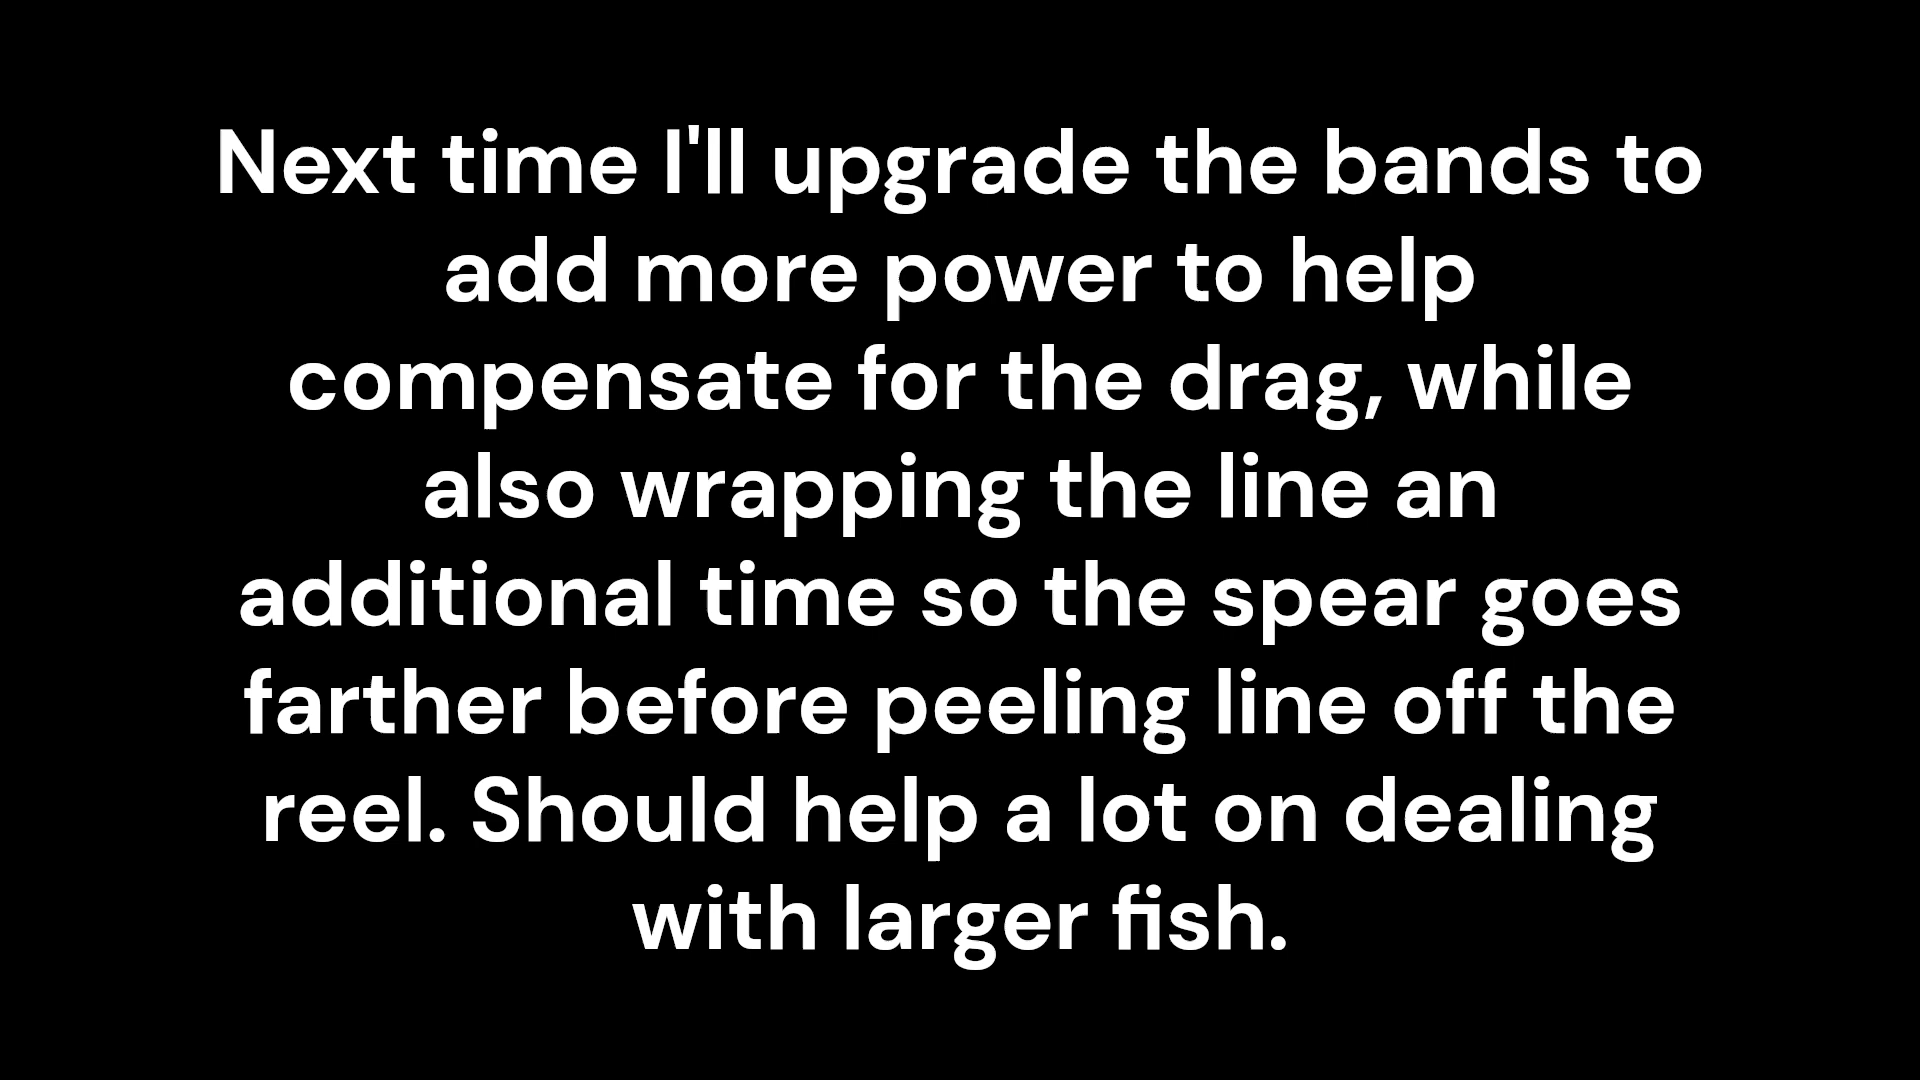 Next time I'll upgrade the bands to
add more power to help
compensate for the drag, while
also wrapping the line an
additional time so the spear goes
farther before peeling line off the
reel. Should help a lot on dealing
with larger fish.